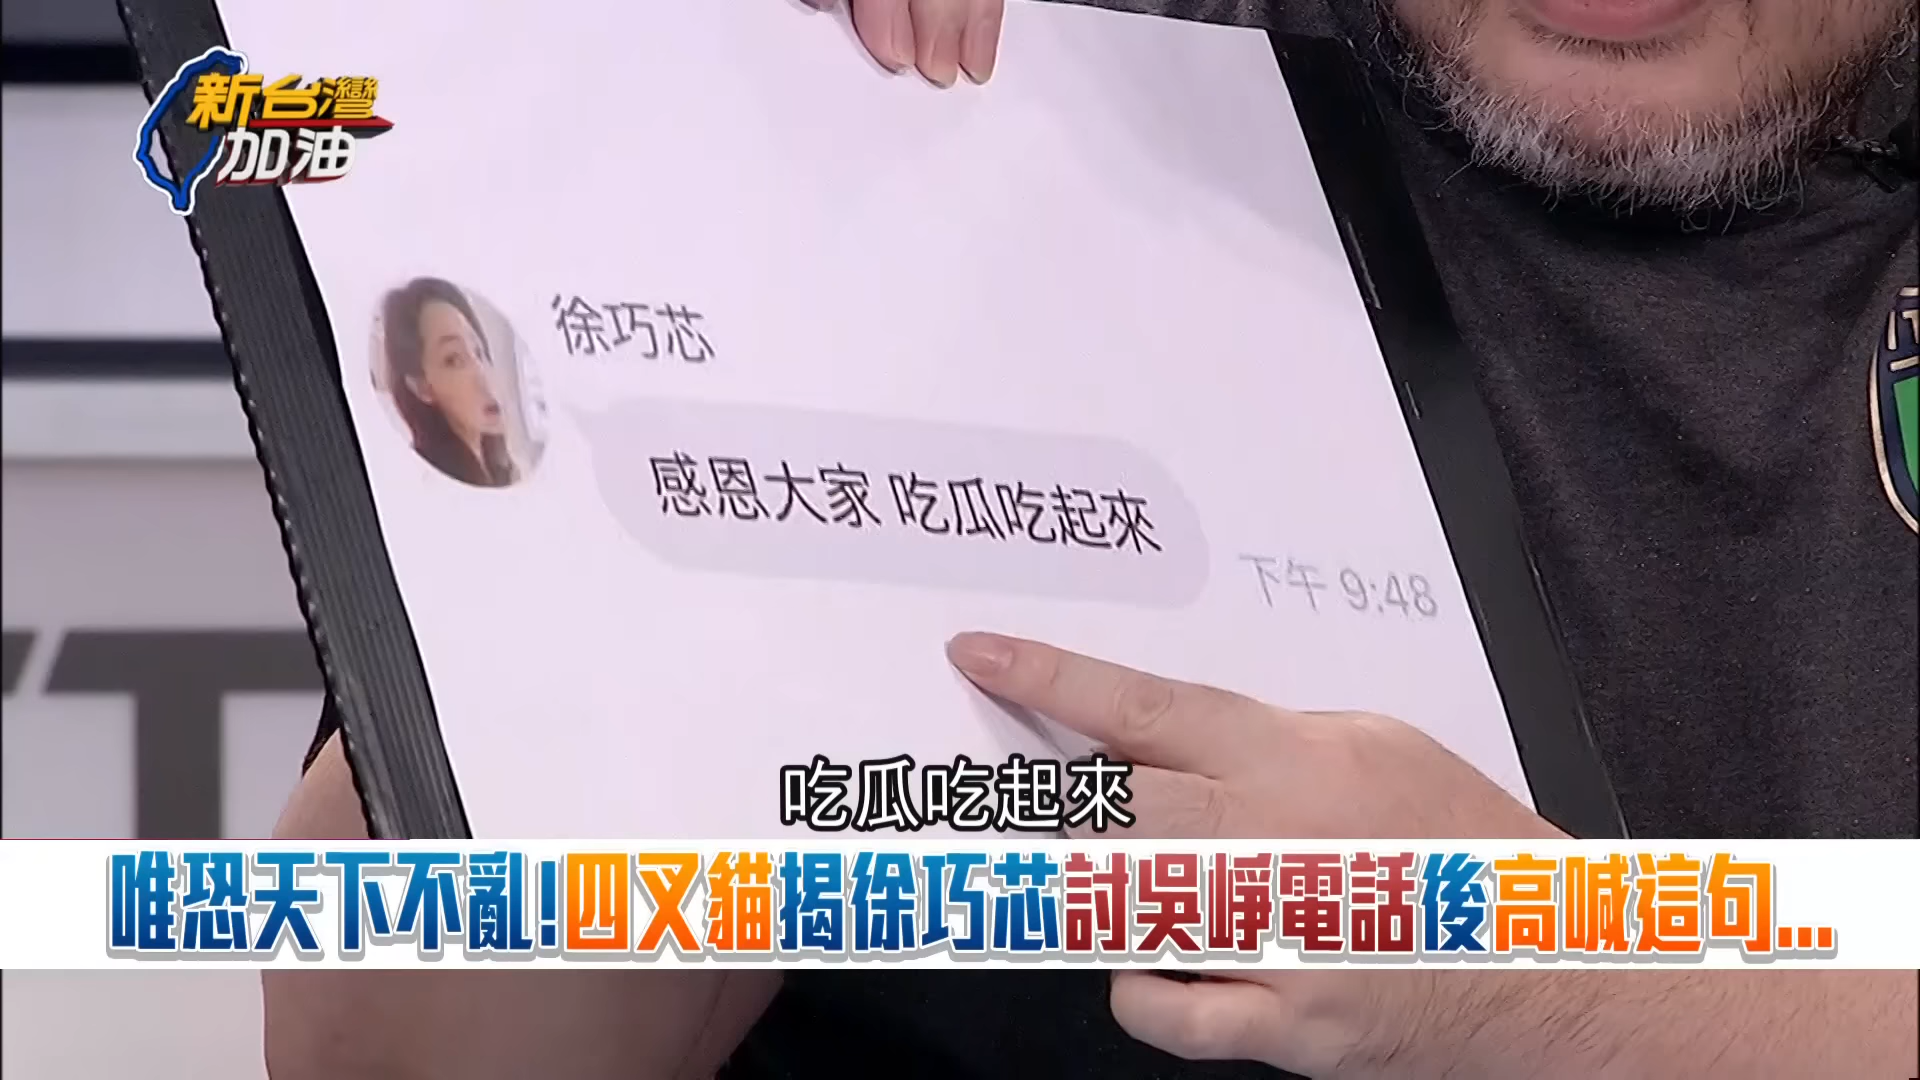 新台灣
加油
徐巧芯
感恩大家 吃瓜吃起來
下午 9:48
吃瓜吃起來
唯恐天下不亂!四叉貓揭徐巧芯討吳崢電話後高喊這句...